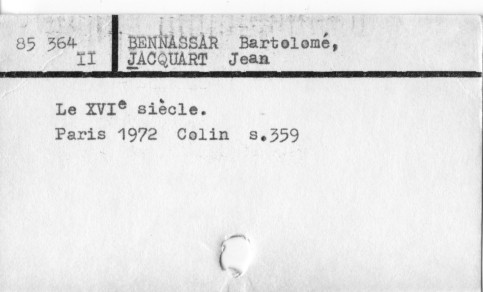 85 364 BENNASSAR Bartolomé,
II JACQUART Jean
Le XVIe siècle.
Paris 1972 Colin s.359